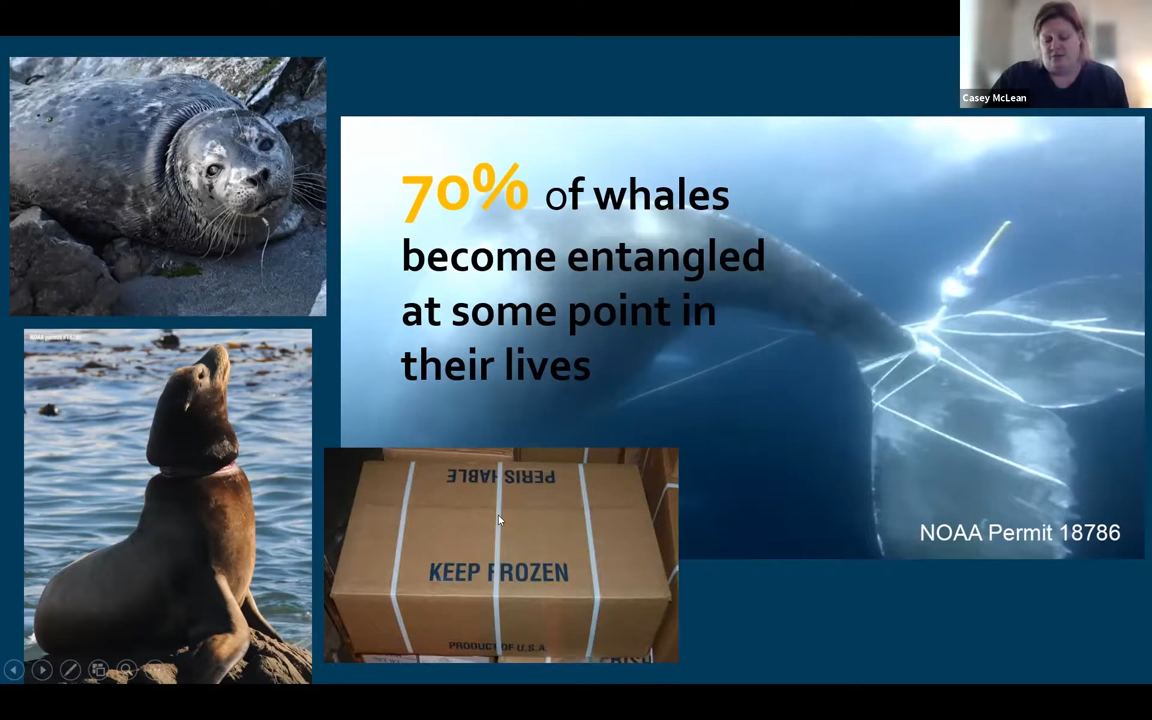 Casey McLean
70% of whales
become entangled
at some point in
their lives
NOAA Permit 18786
PERISHABLE
KEEP FROZEN
PRODUCT OF U.S.A.